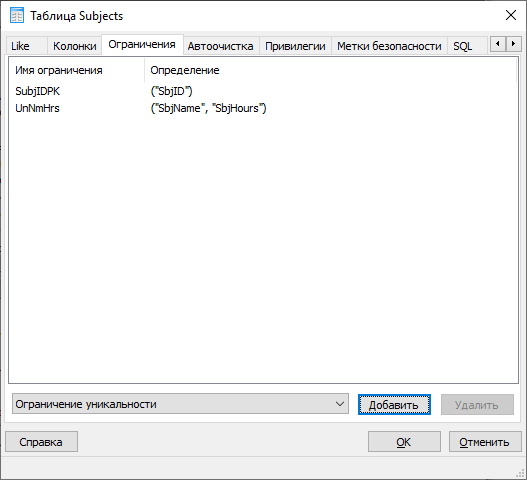 Таблица Subjects
Like Колонки Ограничения Автоочистка Привилегии Метки безопасности SQL
Имя ограничения Определение
SubjIDPK ("SbjID")
UnNmHrs ("SbjName", "SbjHours")
Ограничение уникальности Добавить Удалить
Справка OK Отменить